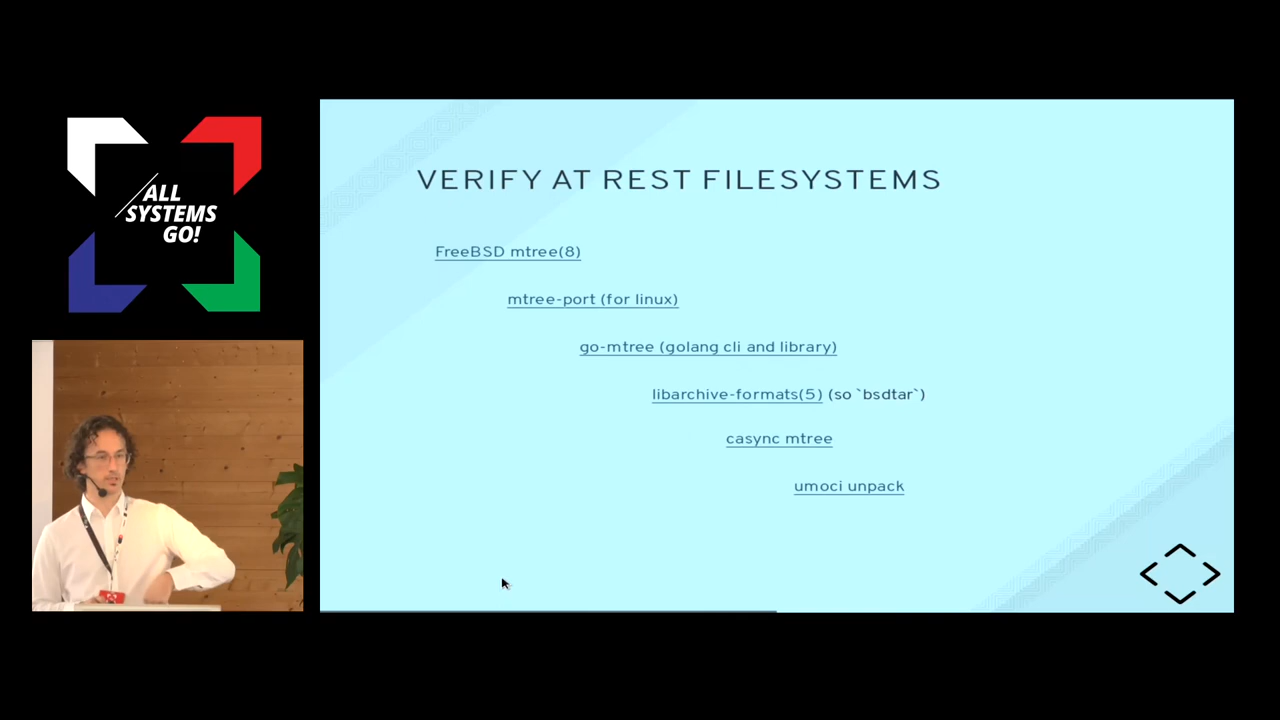 ALL
SYSTEMS
GO!
VERIFY AT REST FILESYSTEMS
FreeBSD mtree(8)
mtree-port (for linux)
go-mtree (golang cli and library)
libarchive-formats(5) (so `bsdtar`)
casync mtree
umoci unpack